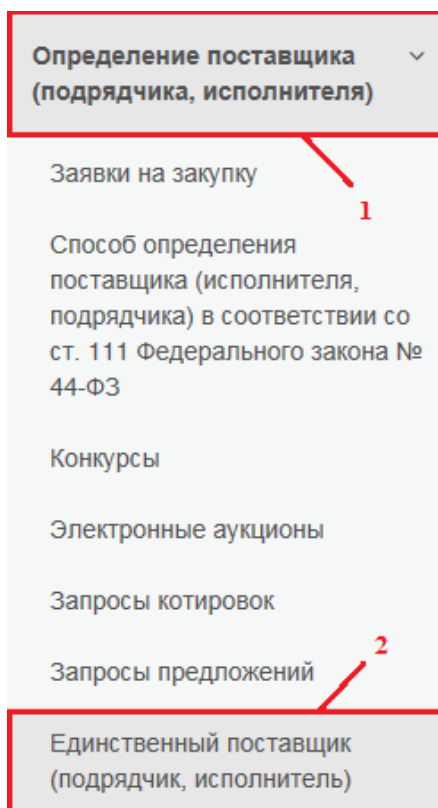 Определение поставщика
(подрядчика, исполнителя)
Заявки на закупку
1
Способ определения
поставщика (исполнителя,
подрядчика) в соответствии со
ст. 111 Федерального закона №
44-ФЗ
Конкурсы
Электронные аукционы
Запросы котировок
2
Запросы предложений
Единственный поставщик
(подрядчик, исполнитель)